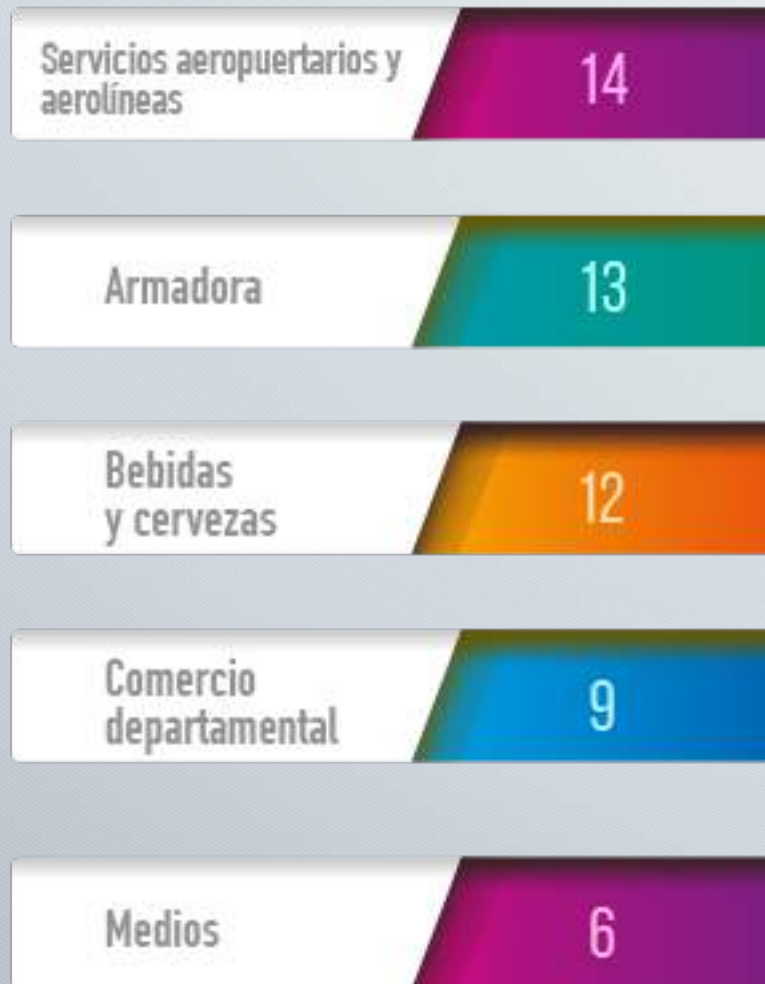 Servicios aeropuertarios y
aerolíneas
14
Armadora
13
Bebidas
y cervezas
12
Comercio
departamental
9
Medios
6